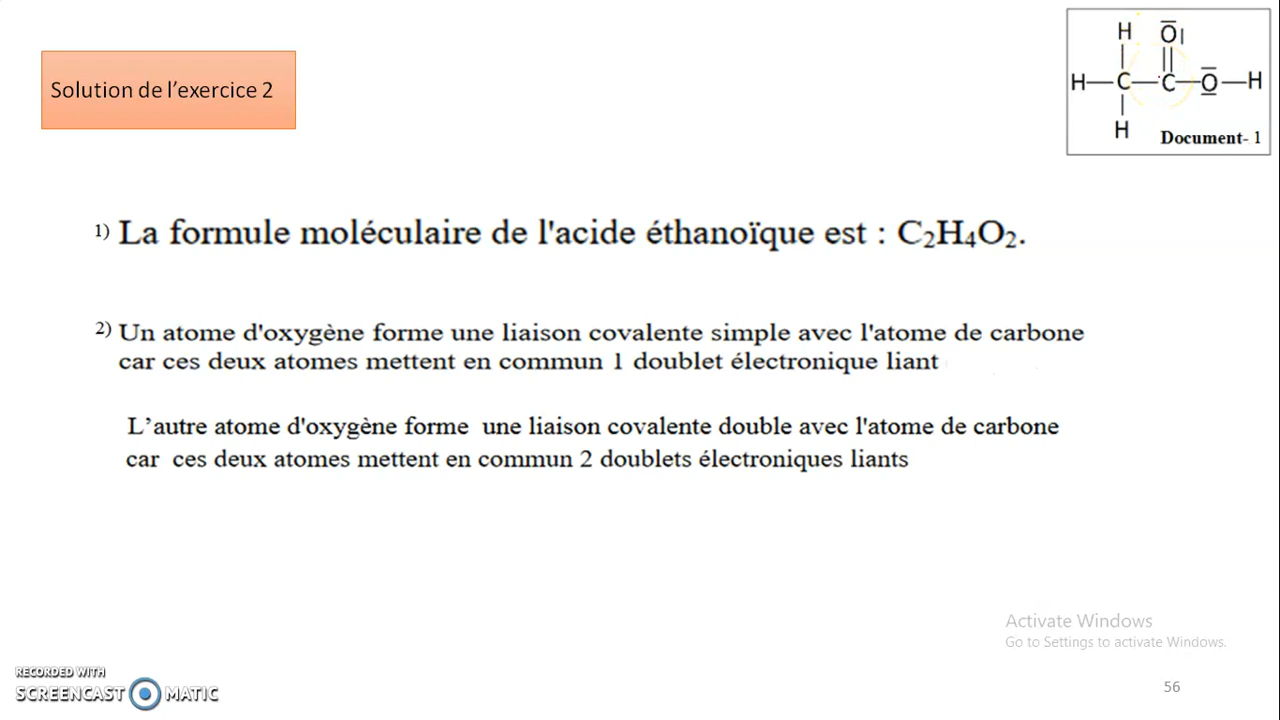 Solution de l’exercice 2
H O
H C C O H
H
Document- 1
1) La formule moléculaire de l'acide éthanoïque est : C₂H₄O₂.
2) Un atome d'oxygène forme une liaison covalente simple avec l'atome de carbone
car ces deux atomes mettent en commun 1 doublet électronique liant
L’autre atome d'oxygène forme une liaison covalente double avec l'atome de carbone
car ces deux atomes mettent en commun 2 doublets électroniques liants
Activate Windows
Go to Settings to activate Windows.
RECORDED WITH
SCREENCAST MATIC
56